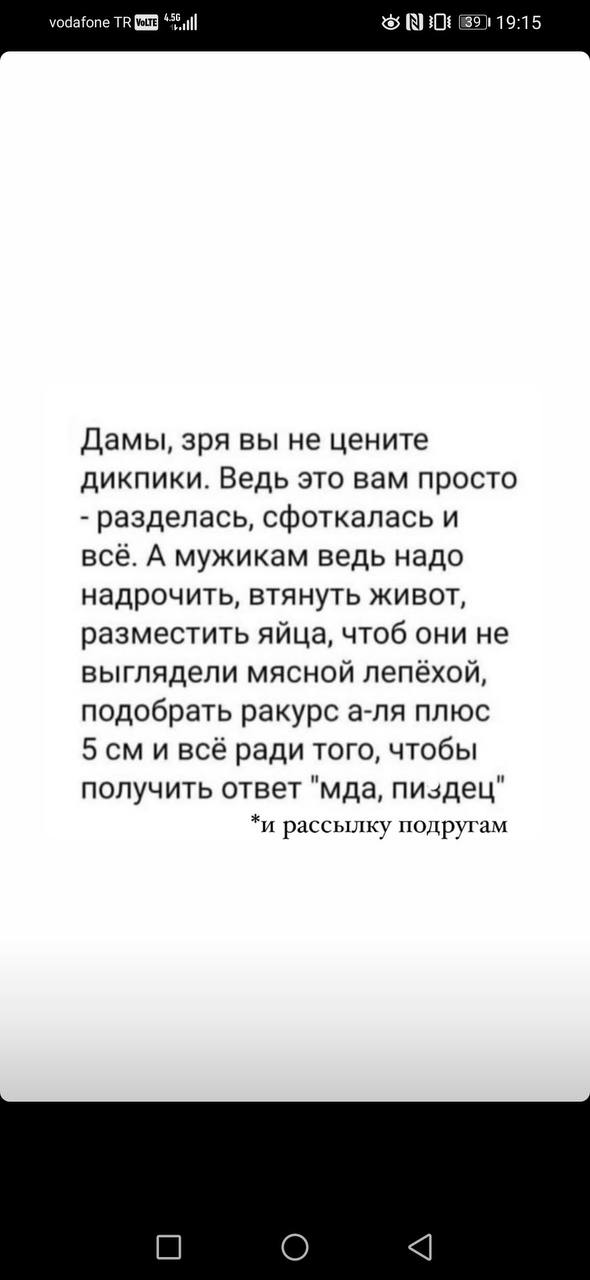 vodafone TR VoLTE 4.5G 39 19:15
Дамы, зря вы не цените
дикпики. Ведь это вам просто
- разделась, сфоткалась и
всё. А мужикам ведь надо
надрочить, втянуть живот,
разместить яйца, чтоб они не
выглядели мясной лепёхой,
подобрать ракурс а-ля плюс
5 см и всё ради того, чтобы
получить ответ "мда, пиздец"
*и рассылку подругам